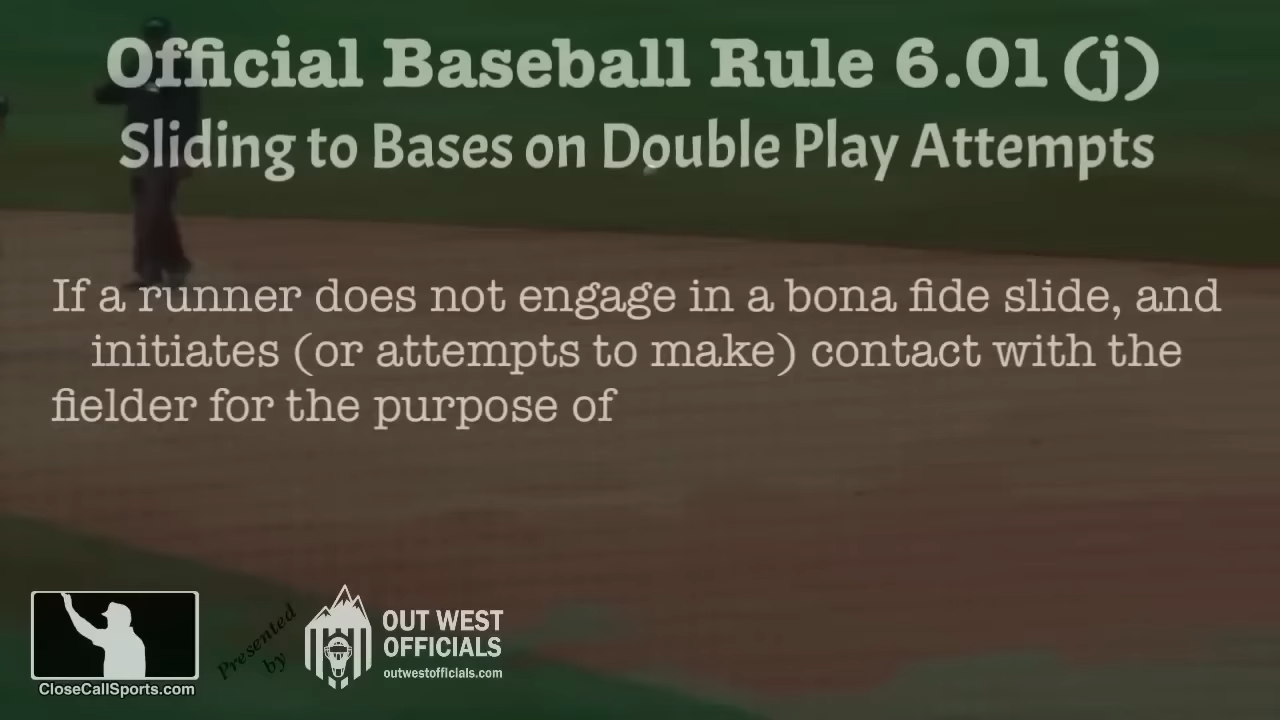 Official Baseball Rule 6.01 (j)
Sliding to Bases on Double Play Attempts
If a runner does not engage in a bona fide slide, and
initiates (or attempts to make) contact with the
fielder for the purpose of
CloseCallSports.com
Presented
by
OUT WEST
OFFICIALS
outwestofficials.com